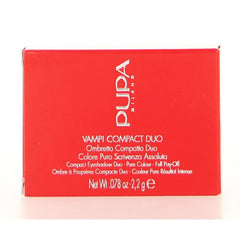 PUPA
MILANO
VAMP! COMPACT DUO
Ombretto Compatto Duo
Colore Puro Scrivenza Assoluta
Compact Eyeshadow Duo - Pure Colour - Full Pay-Off
Ombre à Paupières Compacte Duo - Couleur Pure Résultat Intense
Net Wt. .078 oz - 2,2 g ℮